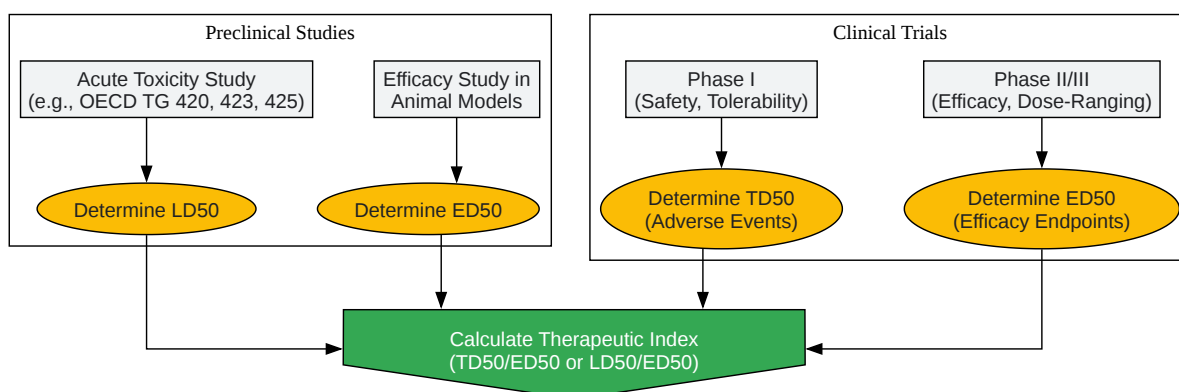 Preclinical Studies
Acute Toxicity Study
(e.g., OECD TG 420, 423, 425)
Efficacy Study in
Animal Models
Determine LD50
Determine ED50
Clinical Trials
Phase I
(Safety, Tolerability)
Phase II/III
(Efficacy, Dose-Ranging)
Determine TD50
(Adverse Events)
Determine ED50
(Efficacy Endpoints)
Calculate Therapeutic Index
(TD50/ED50 or LD50/ED50)